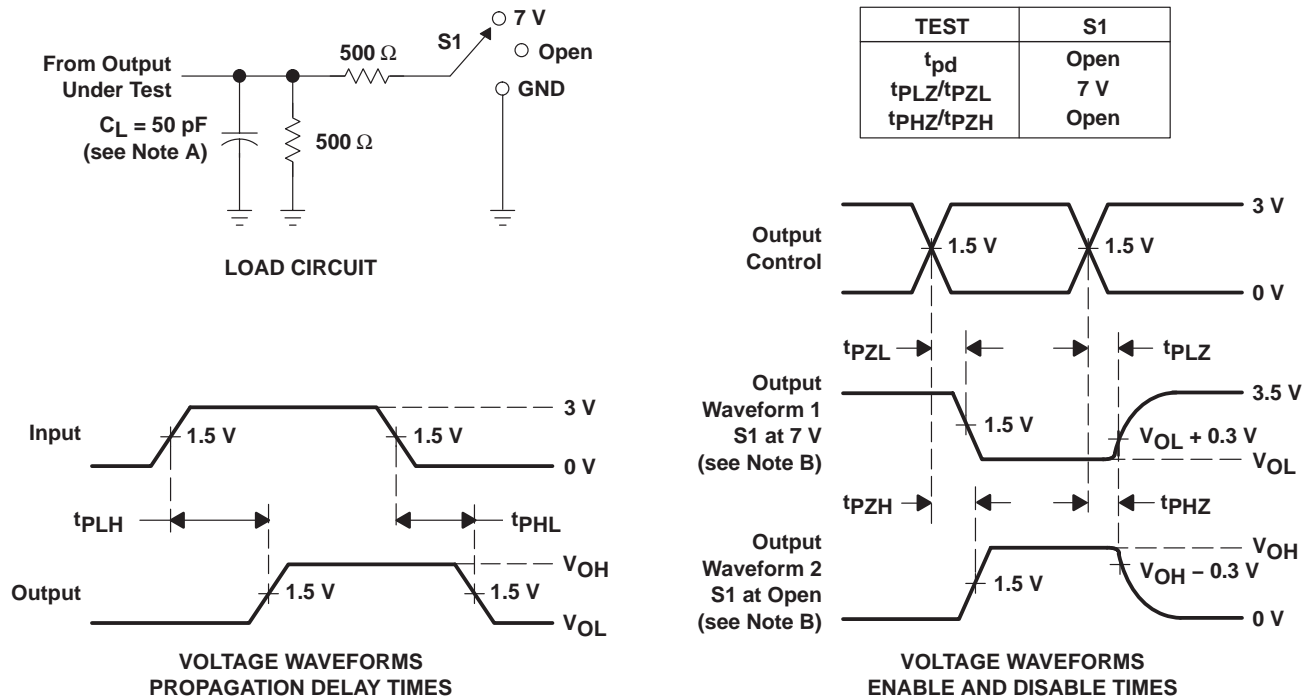 7 V
S1
Open
500 Ω
From Output
Under Test
GND
CL = 50 pF
(see Note A)
500 Ω
LOAD CIRCUIT
TEST S1
tpd Open
tPLZ/tPZL 7 V
tPHZ/tPZH Open
Output
Control
3 V
1.5 V
1.5 V
0 V
tPZL
tPLZ
Output
Waveform 1
S1 at 7 V
(see Note B)
3.5 V
1.5 V
VOL + 0.3 V
VOL
tPZH
tPHZ
Output
Waveform 2
S1 at Open
(see Note B)
VOH
VOH – 0.3 V
1.5 V
0 V
VOLTAGE WAVEFORMS
ENABLE AND DISABLE TIMES
Input
3 V
1.5 V
1.5 V
0 V
tPLH
tPHL
Output
VOH
1.5 V
1.5 V
VOL
VOLTAGE WAVEFORMS
PROPAGATION DELAY TIMES